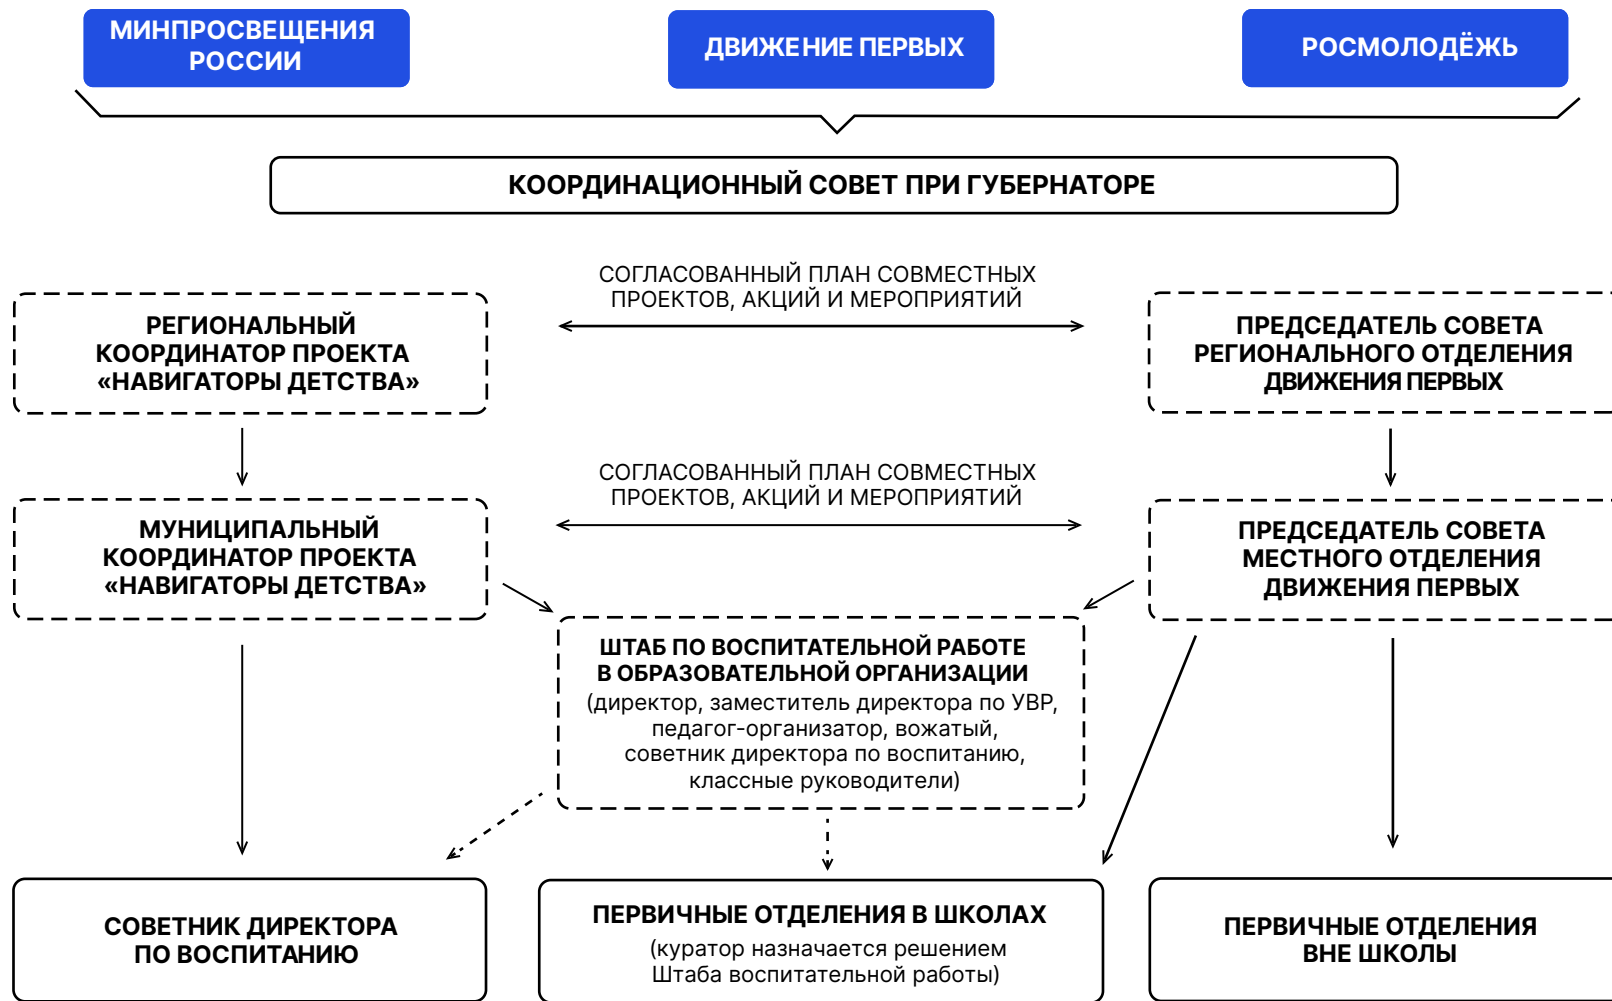 МИНПРОСВЕЩЕНИЯ
РОССИИ
ДВИЖЕНИЕ ПЕРВЫХ
РОСМОЛОДЁЖЬ
КООРДИНАЦИОННЫЙ СОВЕТ ПРИ ГУБЕРНАТОРЕ
СОГЛАСОВАННЫЙ ПЛАН СОВМЕСТНЫХ
ПРОЕКТОВ, АКЦИЙ И МЕРОПРИЯТИЙ
РЕГИОНАЛЬНЫЙ
КООРДИНАТОР ПРОЕКТА
«НАВИГАТОРЫ ДЕТСТВА»
ПРЕДСЕДАТЕЛЬ СОВЕТА
РЕГИОНАЛЬНОГО ОТДЕЛЕНИЯ
ДВИЖЕНИЯ ПЕРВЫХ
СОГЛАСОВАННЫЙ ПЛАН СОВМЕСТНЫХ
ПРОЕКТОВ, АКЦИЙ И МЕРОПРИЯТИЙ
МУНИЦИПАЛЬНЫЙ
КООРДИНАТОР ПРОЕКТА
«НАВИГАТОРЫ ДЕТСТВА»
ПРЕДСЕДАТЕЛЬ СОВЕТА
МЕСТНОГО ОТДЕЛЕНИЯ
ДВИЖЕНИЯ ПЕРВЫХ
ШТАБ ПО ВОСПИТАТЕЛЬНОЙ РАБОТЕ
В ОБРАЗОВАТЕЛЬНОЙ ОРГАНИЗАЦИИ
(директор, заместитель директора по УВР,
педагог-организатор, вожатый,
советник директора по воспитанию,
классные руководители)
СОВЕТНИК ДИРЕКТОРА
ПО ВОСПИТАНИЮ
ПЕРВИЧНЫЕ ОТДЕЛЕНИЯ В ШКОЛАХ
(куратор назначается решением
Штаба воспитательной работы)
ПЕРВИЧНЫЕ ОТДЕЛЕНИЯ
ВНЕ ШКОЛЫ